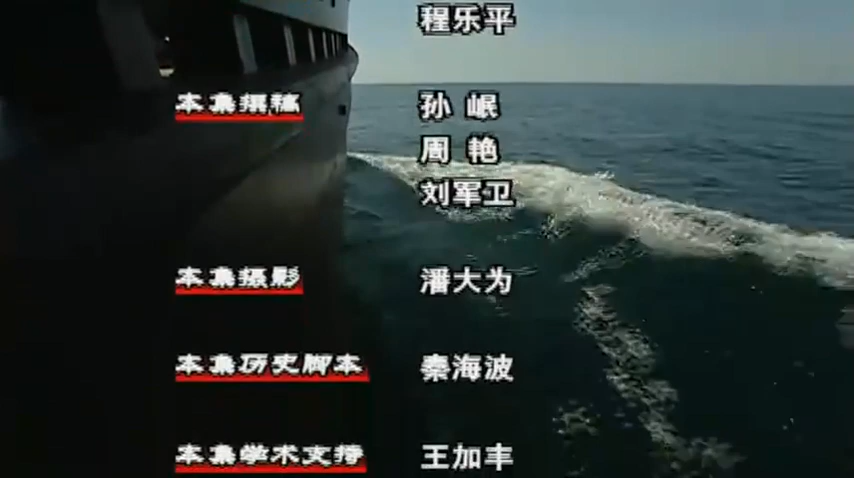 程乐平
本集撰稿 孙岷
周艳
刘军卫
本集摄影 潘大为
本集历史脚本 秦海波
本集学术支持 王加丰